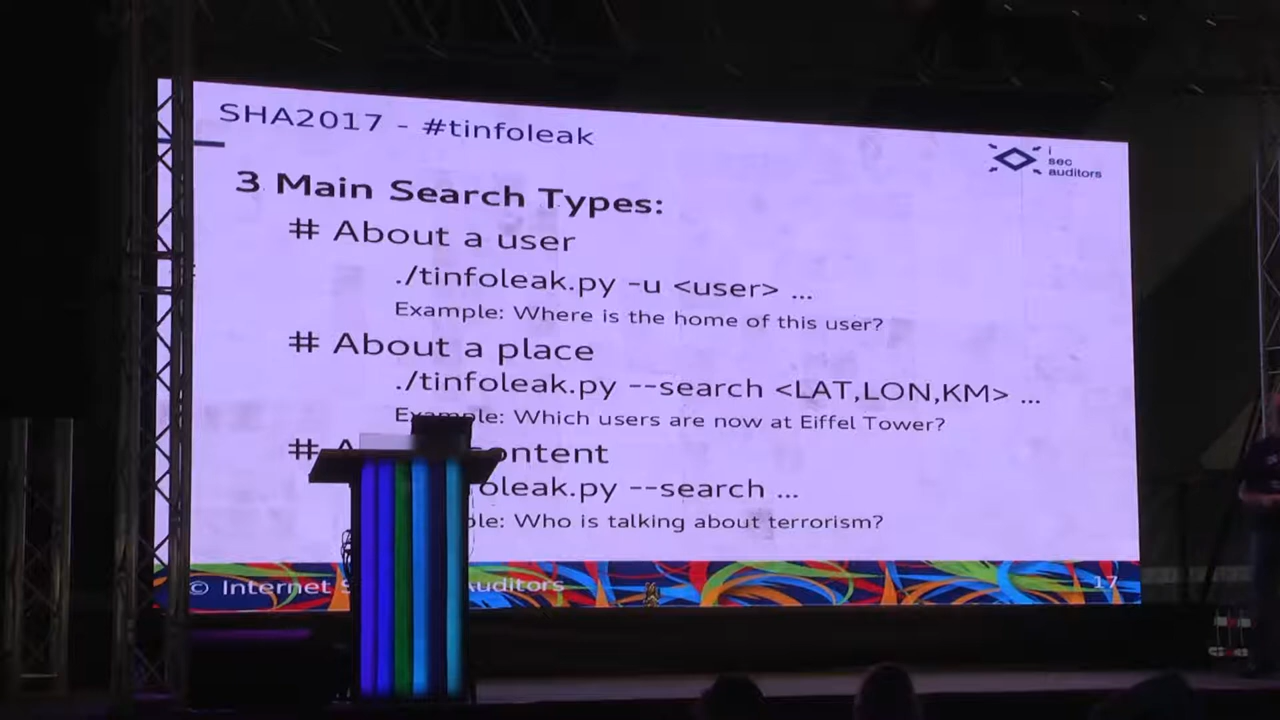 SHA2017 - #tinfoleak
i
sec
auditors
3 Main Search Types:
# About a user
./tinfoleak.py -u <user> ...
Example: Where is the home of this user?
# About a place
./tinfoleak.py --search <LAT,LON,KM> ...
Example: Which users are now at Eiffel Tower?
# ontent
oleak.py --search ...
ple: Who is talking about terrorism?
© Internet S uditors
17